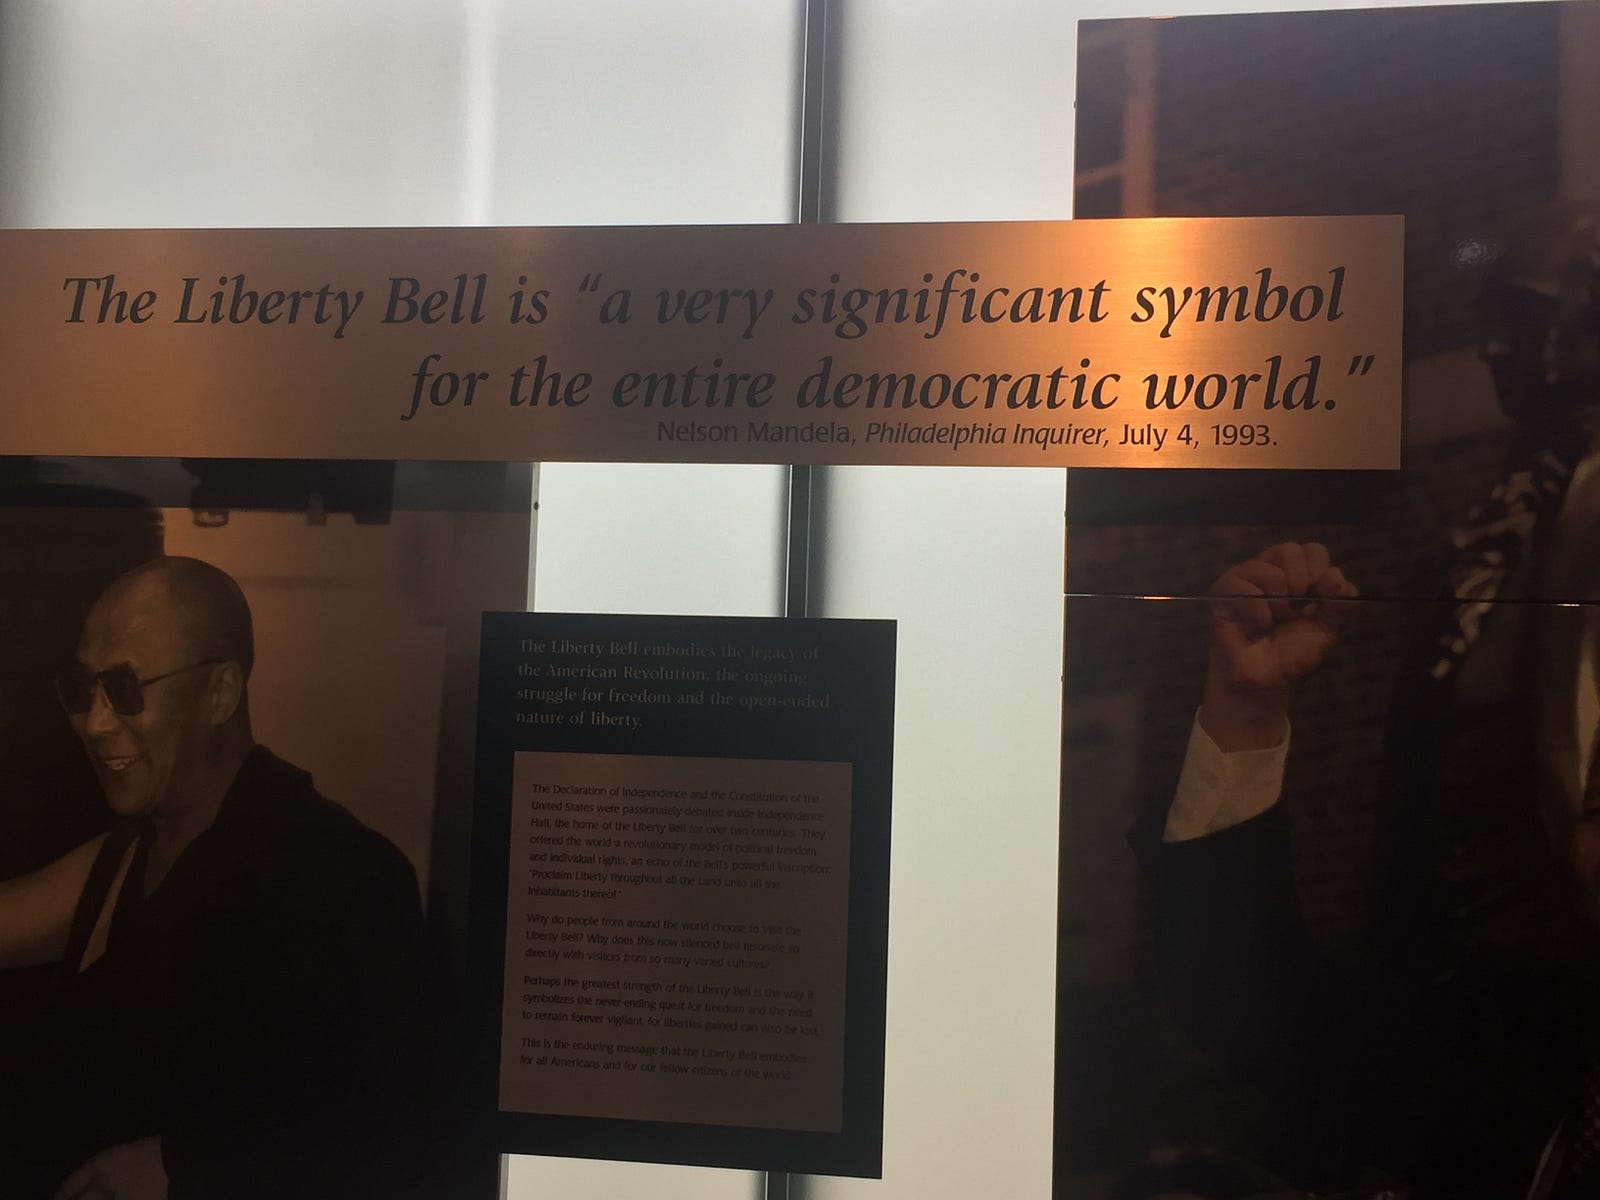 The Liberty Bell is “a very significant symbol
for the entire democratic world.”
Nelson Mandela, Philadelphia Inquirer, July 4, 1993.
The Liberty Bell embodies the legacy of
the American Revolution, the ongoing
struggle for freedom and the open-ended
nature of liberty.
The Declaration of Independence and the Constitution of the
United States were passionately debated inside Independence
Hall, the home of the Liberty Bell for over two centuries. They
offered the world a revolutionary model of political freedom
and individual rights, an echo of the Bell's powerful inscription:
"Proclaim Liberty throughout all the Land unto all the
Inhabitants thereof."
Why do people from around the world choose to visit the
Liberty Bell? Why does this now silenced bell resonate so
directly with visitors from so many varied cultures?
Perhaps the greatest strength of the Liberty Bell is the way it
symbolizes the never-ending quest for freedom and the need
to remain forever vigilant, for liberties gained can also be lost.
This is the enduring message that the Liberty Bell embodies
for all Americans and for our fellow citizens of the world.